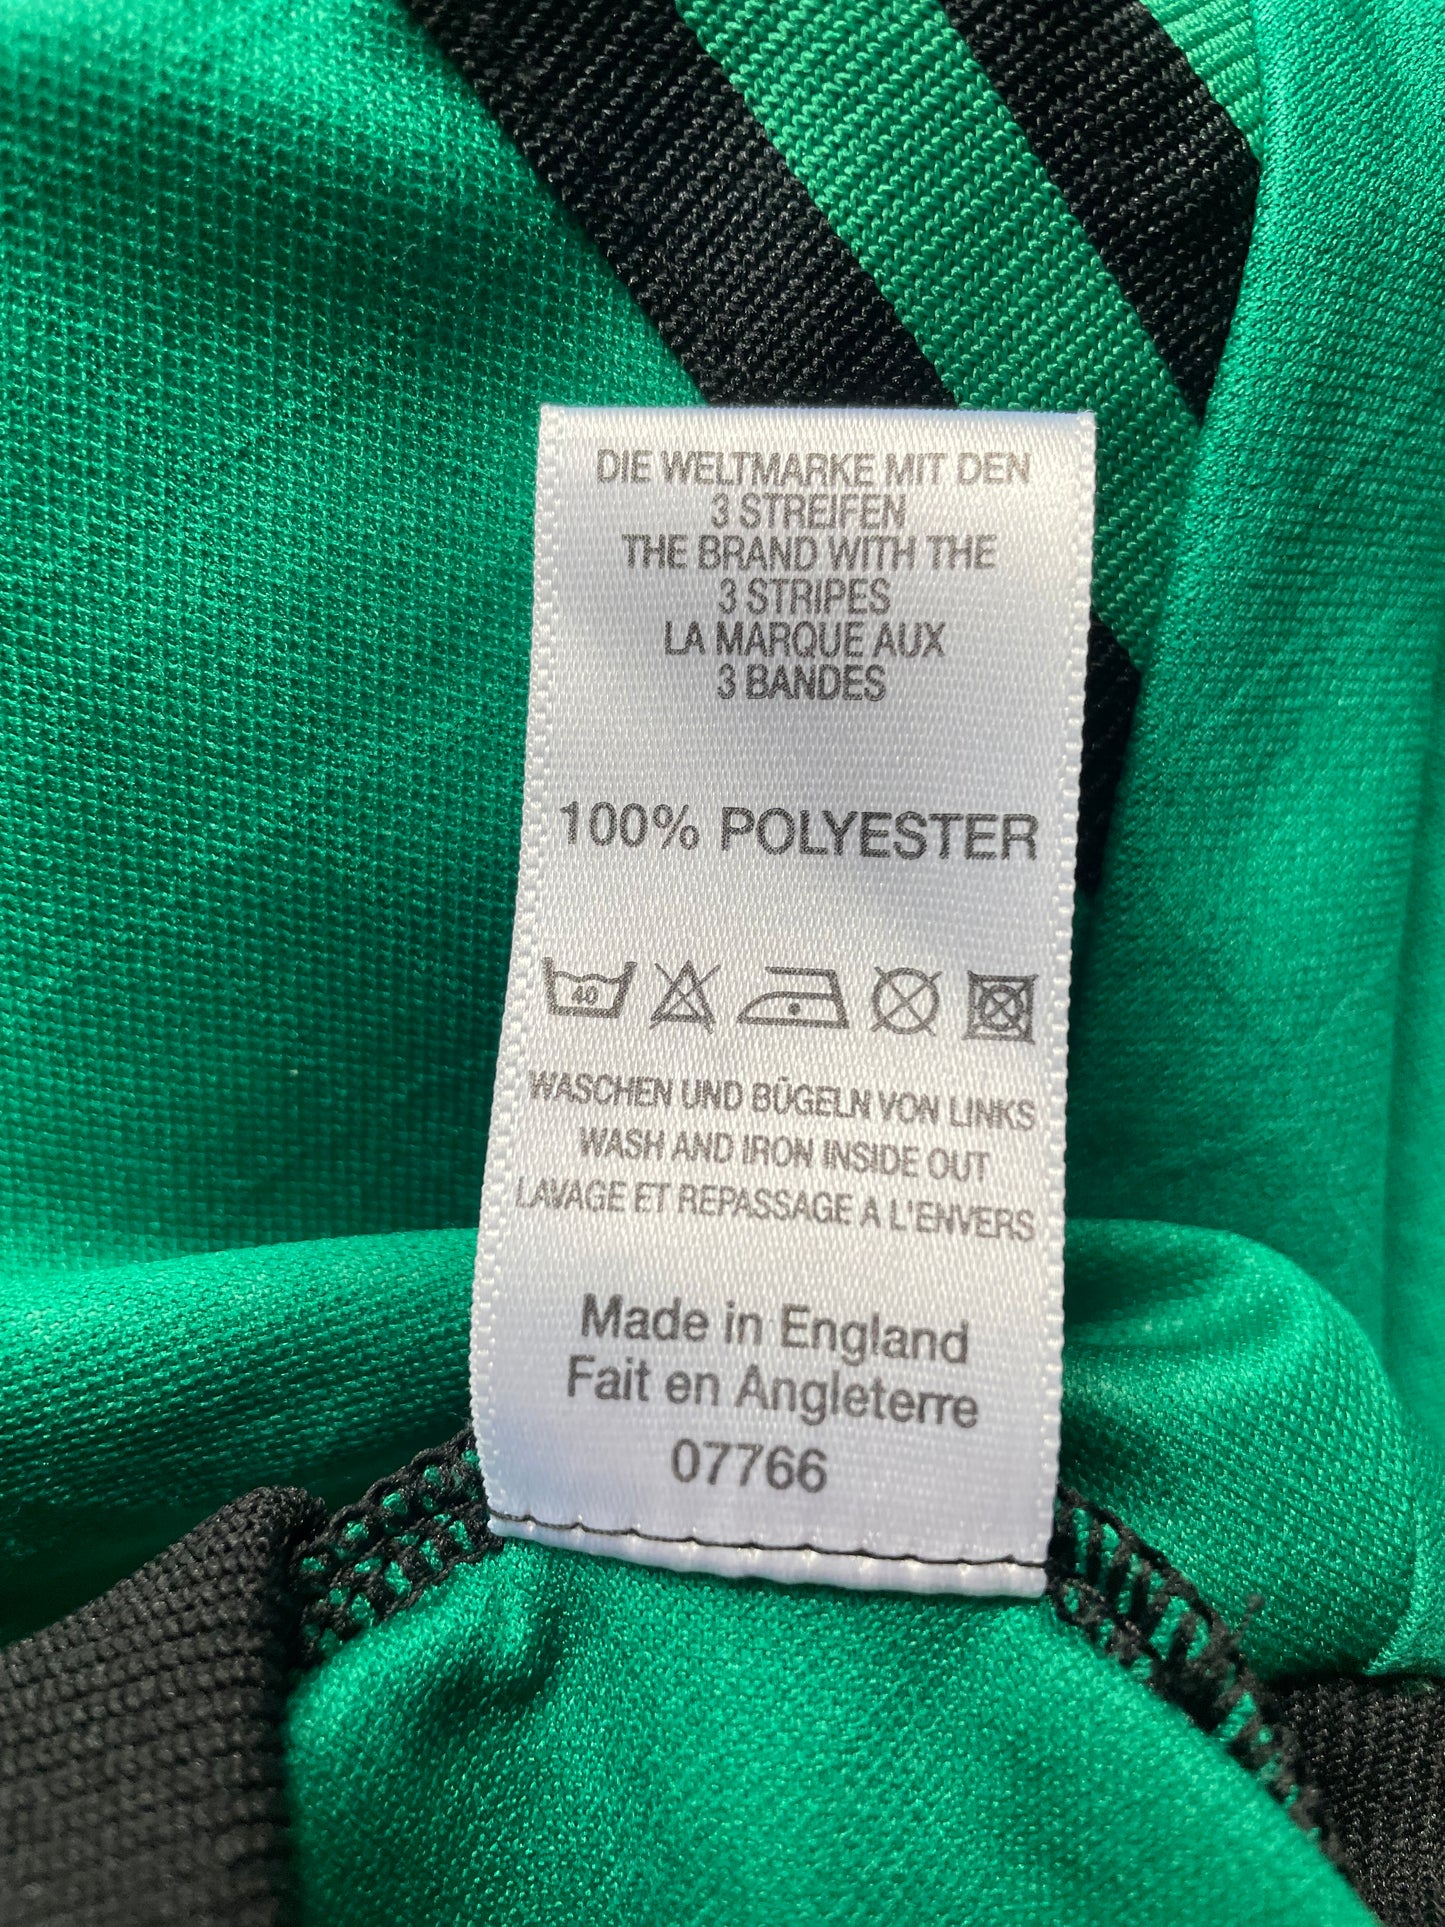 DIE WELTMARKE MIT DEN
3 STREIFEN
THE BRAND WITH THE
3 STRIPES
LA MARQUE AUX
3 BANDES
100% POLYESTER
40
WASCHEN UND BÜGELN VON LINKS
WASH AND IRON INSIDE OUT
LAVAGE ET REPASSAGE A L'ENVERS
Made in England
Fait en Angleterre
07766